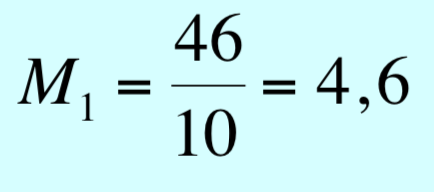 M₁ = 46/10 = 4,6